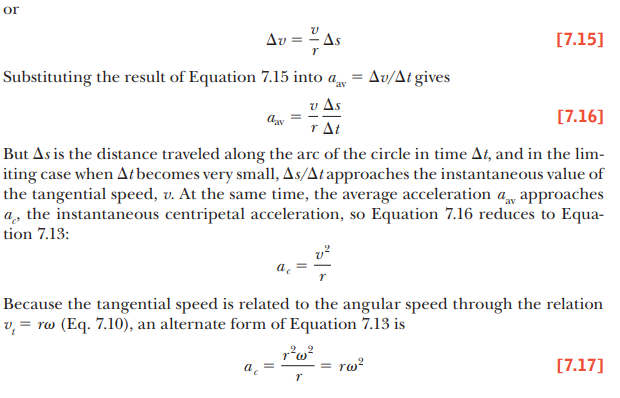 or
Δv = v/r Δs [7.15]
Substituting the result of Equation 7.15 into a_av = Δv/Δt gives
a_av = v/r Δs/Δt [7.16]
But Δs is the distance traveled along the arc of the circle in time Δt, and in the lim-
iting case when Δt becomes very small, Δs/Δt approaches the instantaneous value of
the tangential speed, v. At the same time, the average acceleration a_av approaches
a_c, the instantaneous centripetal acceleration, so Equation 7.16 reduces to Equa-
tion 7.13:
a_c = v²/r
Because the tangential speed is related to the angular speed through the relation
v_t = rω (Eq. 7.10), an alternate form of Equation 7.13 is
a_c = r²ω²/r = rω² [7.17]